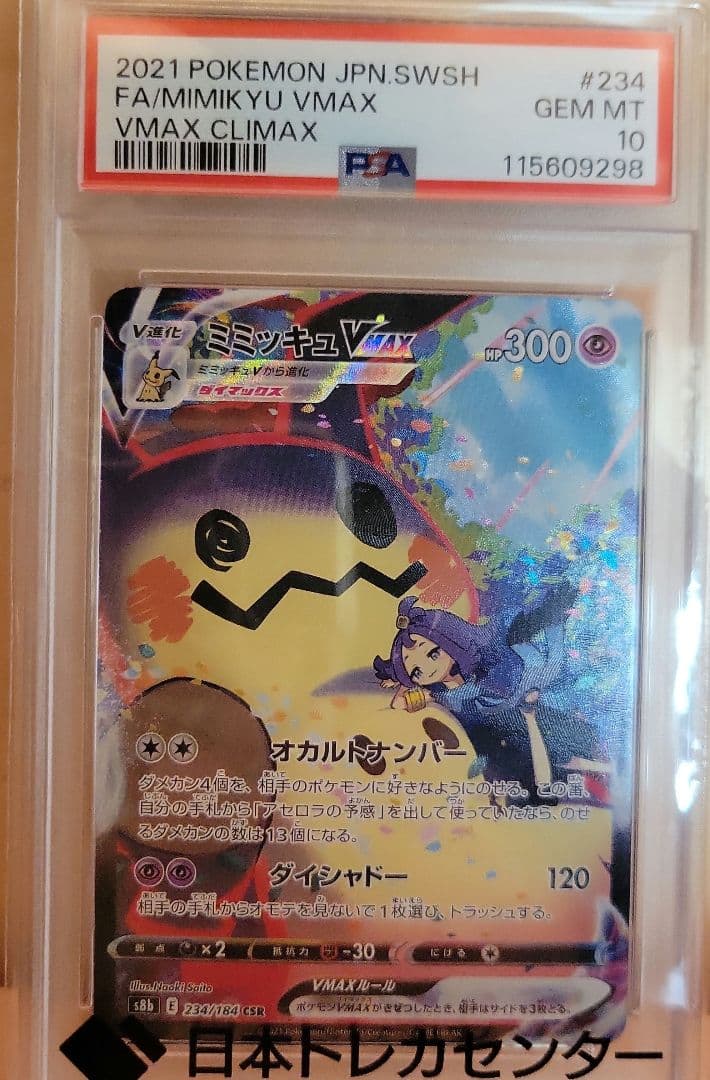 2021 POKEMON JPN.SWSH #234
FA/MIMIKYU VMAX GEM MT
VMAX CLIMAX 10
PSA 115609298
V進化 ミミッキュVMAX HP300
ミミッキュVから進化
ダイマックス
オカルトナンバー
ダメカン4個を、相手のポケモンに好きなようにのせる。この番、
自分の手札から「アセロラの予感」を出して使っていたなら、のせ
るダメカンの数は13個になる。
ダイシャドー 120
相手の手札からオモテを見ないで1枚選び、トラッシュする。
弱点 ×2 抵抗力 -30 にげる
Illus.Naoki Saito VMAXルール
s8b E 234/184 CSR ポケモンVMAXがきぜつしたとき、相手はサイドを3枚とる。
日本トレカセンター